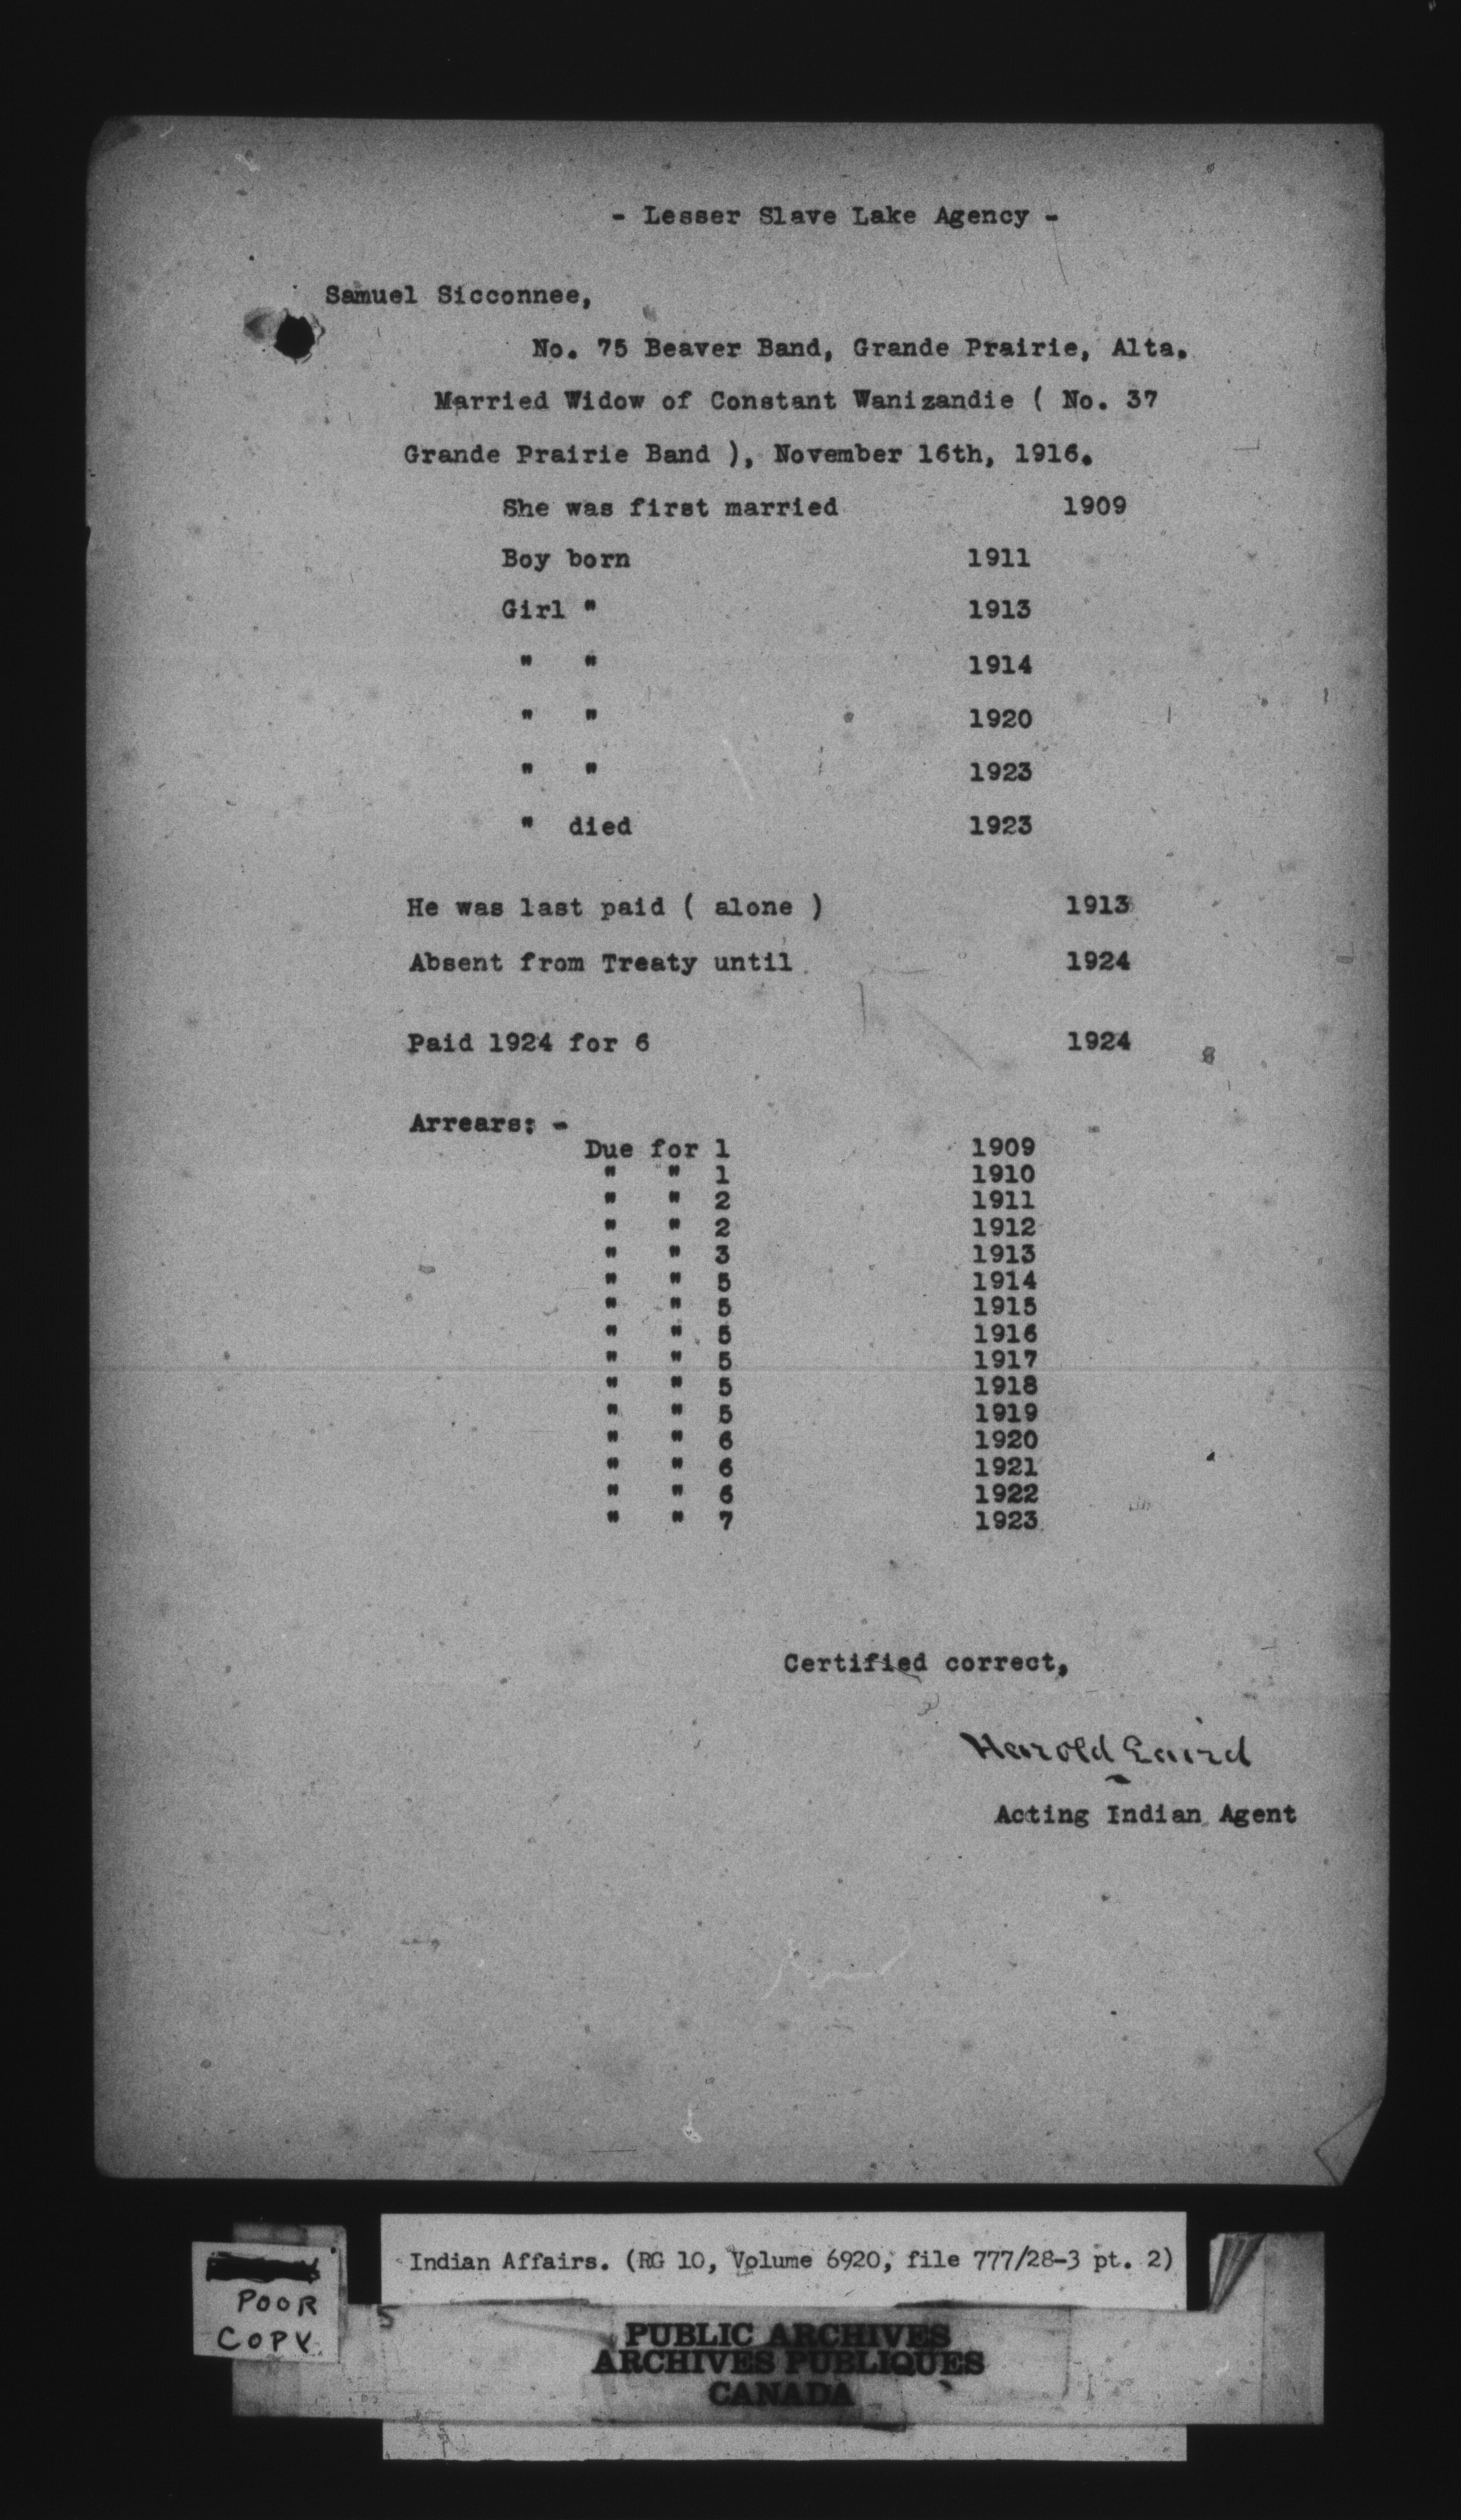 - Lesser Slave Lake Agency -
Samuel Sicconnee,
No. 75 Beaver Band, Grande Prairie, Alta.
Married Widow of Constant Wanizandie ( No. 37
Grande Prairie Band ), November 16th, 1916.
She was first married 1909
Boy born 1911
Girl " 1913
" " 1914
" " 1920
" " 1923
" died 1923
He was last paid ( alone ) 1913
Absent from Treaty until 1924
Paid 1924 for 6 1924
Arrears: -
Due for 1 1909
" " 1 1910
" " 2 1911
" " 2 1912
" " 3 1913
" " 5 1914
" " 5 1915
" " 5 1916
" " 5 1917
" " 5 1918
" " 5 1919
" " 6 1920
" " 6 1921
" " 6 1922
" " 7 1923
Certified correct,
Harold Laird
Acting Indian Agent
Indian Affairs. (RG 10, Volume 6920, file 777/28-3 pt. 2)
POOR
COPY
PUBLIC ARCHIVES
ARCHIVES PUBLIQUES
CANADA